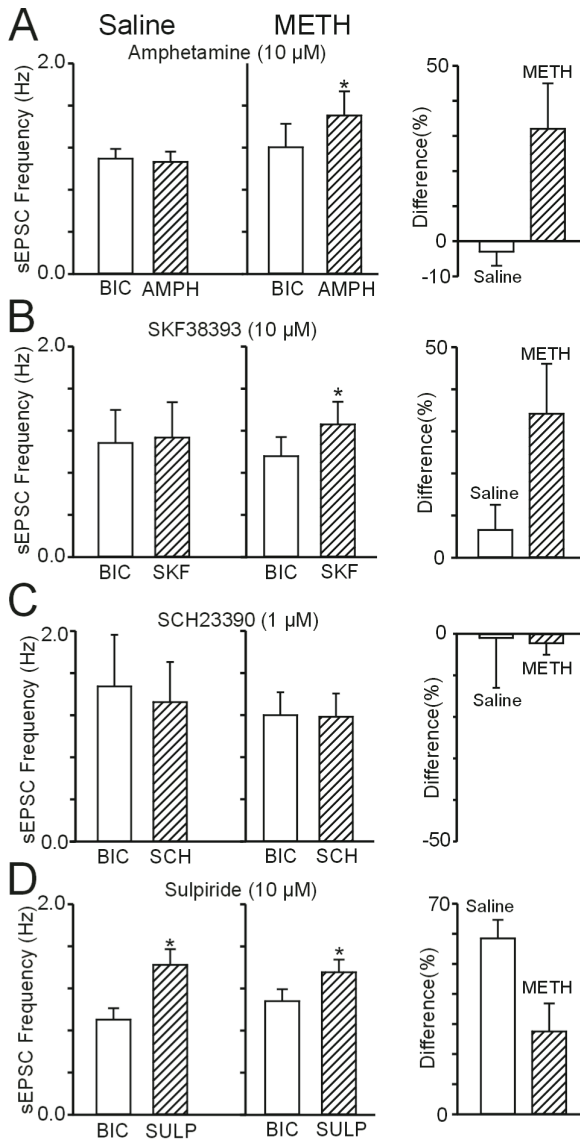 A Saline METH
Amphetamine (10 µM)
sEPSC Frequency (Hz)
2.0
0.0
BIC AMPH BIC AMPH
*
Difference(%)
50
0
-10
METH
Saline
B SKF38393 (10 µM)
sEPSC Frequency (Hz)
2.0
0.0
BIC SKF BIC SKF
*
Difference(%)
50
0
METH
Saline
C SCH23390 (1 µM)
sEPSC Frequency (Hz)
2.0
0.0
BIC SCH BIC SCH
Difference(%)
0
-50
METH
Saline
D Sulpiride (10 µM)
sEPSC Frequency (Hz)
2.0
0.0
BIC SULP BIC SULP
* *
Difference(%)
70
0
Saline
METH